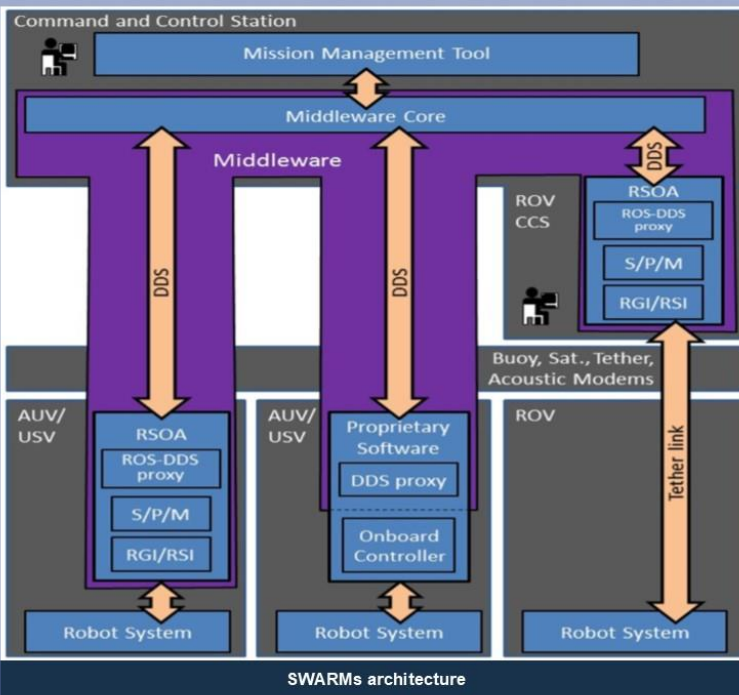 Command and Control Station
Mission Management Tool
Middleware Core
Middleware
DDS
DDS
DDS
ROV
CCS
RSOA
ROS-DDS
proxy
S/P/M
RGI/RSI
Buoy, Sat., Tether,
Acoustic Modems
AUV/
USV
RSOA
ROS-DDS
proxy
S/P/M
RGI/RSI
Robot System
AUV/
USV
Proprietary
Software
DDS proxy
Onboard
Controller
Robot System
ROV
Tether link
Robot System
SWARMs architecture